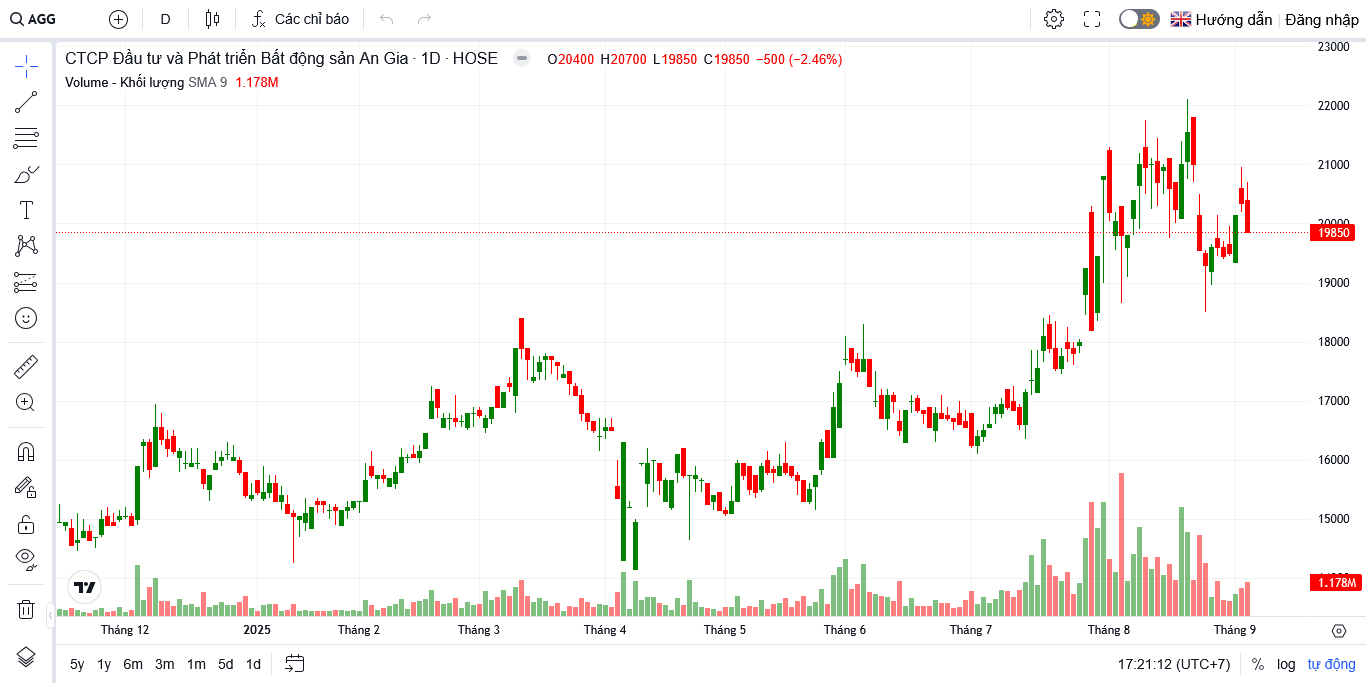 AGG
D
Các chỉ báo
Hướng dẫn
Đăng nhập
CTCP Đầu tư và Phát triển Bất động sản An Gia · 1D · HOSE
O20400 H20700 L19850 C19850 −500 (−2.46%)
Volume - Khối lượng SMA 9 1.178M
23000
22000
21000
20000
19850
19000
18000
17000
16000
15000
1.178M
Tháng 12
2025
Tháng 2
Tháng 3
Tháng 4
Tháng 5
Tháng 6
Tháng 7
Tháng 8
Tháng 9
5y 1y 6m 3m 1m 5d 1d
17:21:12 (UTC+7)
% log tự động